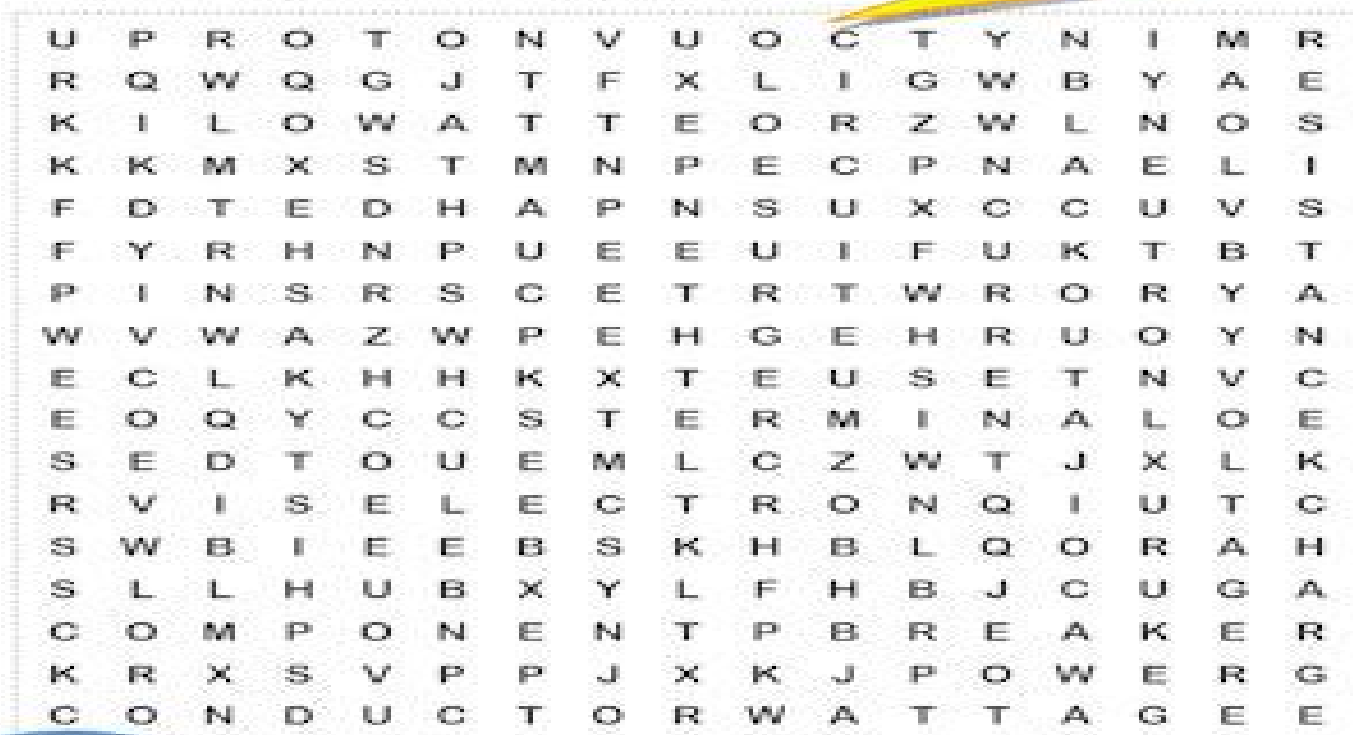 U P R O T O N V U O C T Y N I M R
R Q W Q G J T F X L I G W B Y A E
K I L O W A T T E O R Z W L N O S
K K M X S T M N P E C P N A E L I
F D T E D H A P N S U X C C U V S
F Y R H N P U E E U I F U K T B T
P I N S R S C E T R T W R O R Y A
W V W A Z W P E H G E H R U O Y N
E C L K H H K X T E U S E T N V C
E O Q Y C C S T E R M I N A L O E
S E D T O U E M L C Z W T J X L K
R V I S E L E C T R O N Q I U T C
S W B I E E B S K H B L Q O R A H
S L L H U B X Y L F H B J C U G A
C O M P O N E N T P B R E A K E R
K R X S V P P J X K J P O W E R G
C O N D U C T O R W A T T A G E E